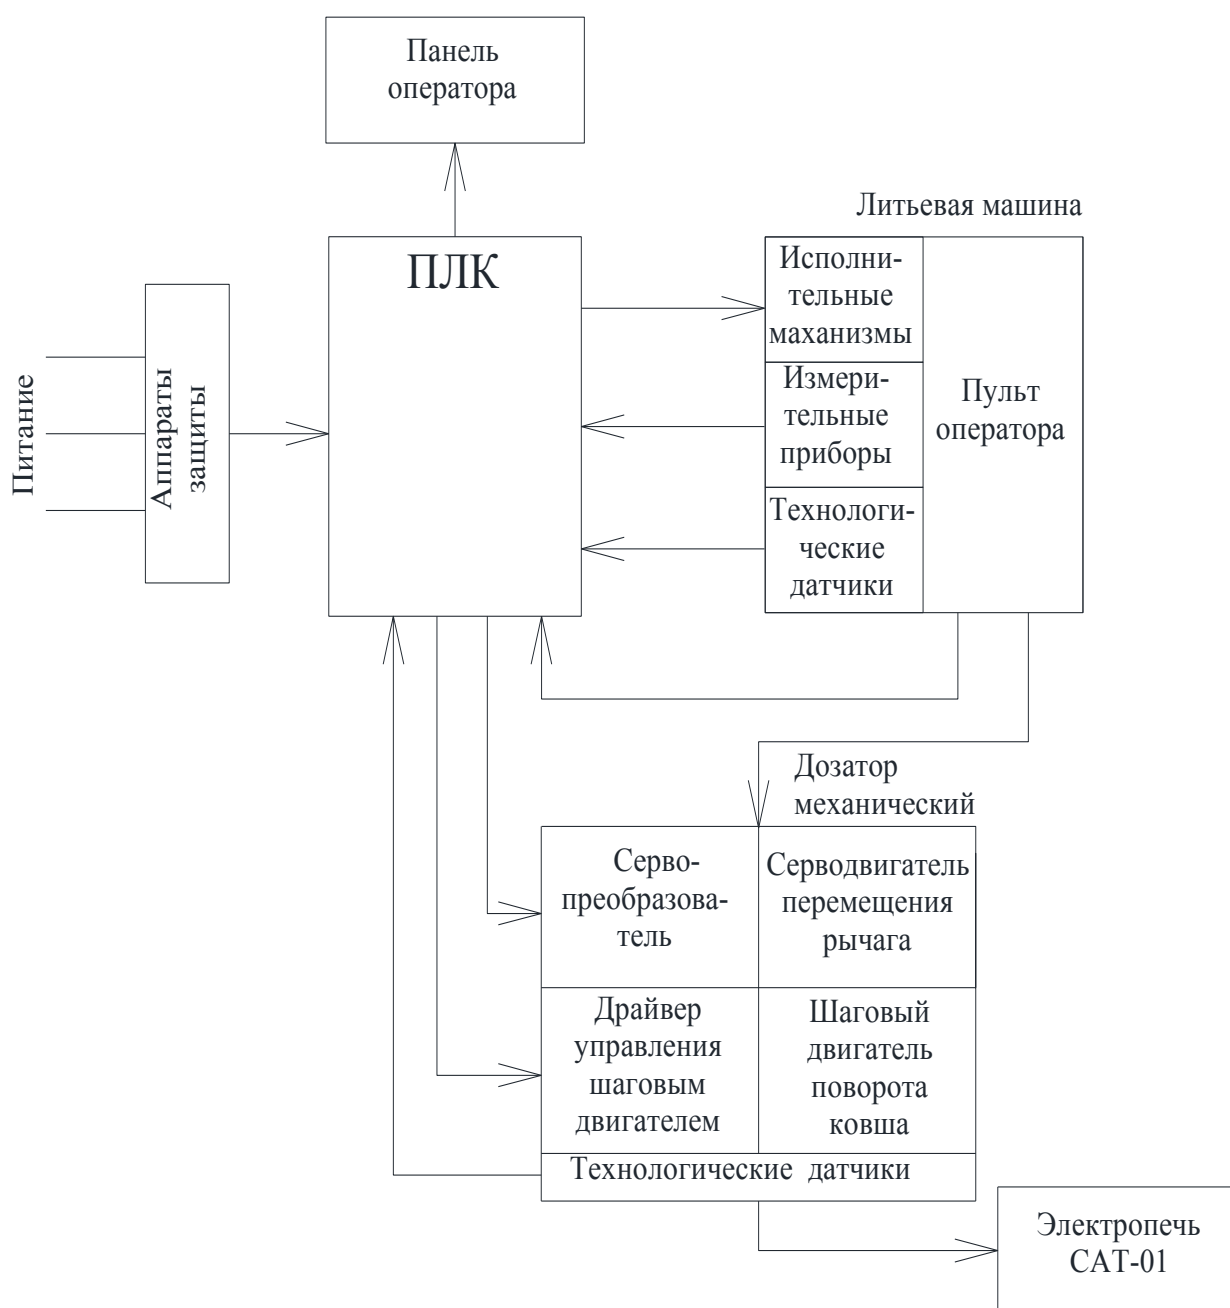 Панель
оператора
Литьевая машина
ПЛК
Исполни-
тельные
маханизмы
Измери-
тельные
приборы
Технологи-
ческие
датчики
Пульт
оператора
Питание
Аппараты
защиты
Дозатор
механический
Серво-
преобразова-
тель
Серводвигатель
перемещения
рычага
Драйвер
управления
шаговым
двигателем
Шаговый
двигатель
поворота
ковша
Технологические датчики
Электропечь
САТ-01